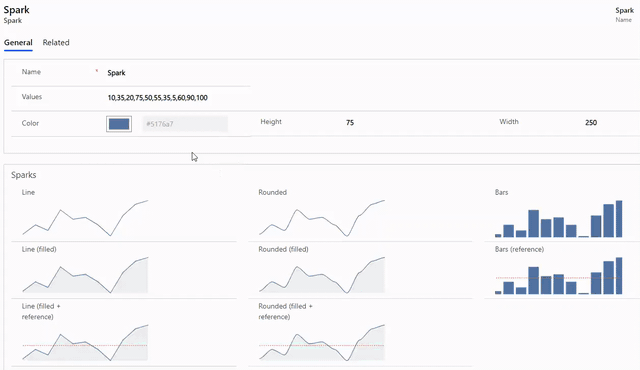 Spark
Spark
Spark
Name
General Related
Name * Spark
Values 10,35,20,75,50,55,35,5,60,90,100
Color #5176a7 Height 75 Width 250
Sparks
Line Rounded Bars
Line (filled) Rounded (filled) Bars (reference)
Line (filled + Rounded (filled +
reference) reference)